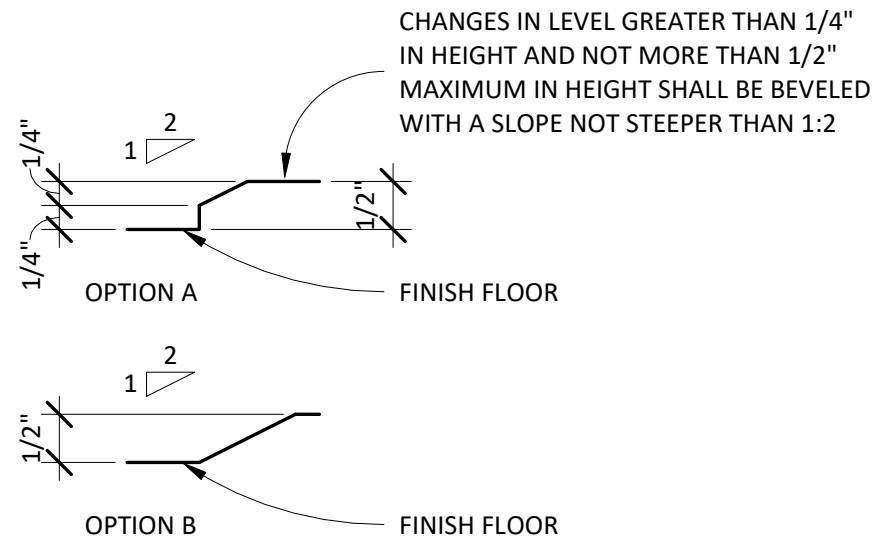 CHANGES IN LEVEL GREATER THAN 1/4"
IN HEIGHT AND NOT MORE THAN 1/2"
MAXIMUM IN HEIGHT SHALL BE BEVELED
WITH A SLOPE NOT STEEPER THAN 1:2
2
1
1/4"
1/4"
1/2"
OPTION A
FINISH FLOOR
2
1
1/2"
OPTION B
FINISH FLOOR